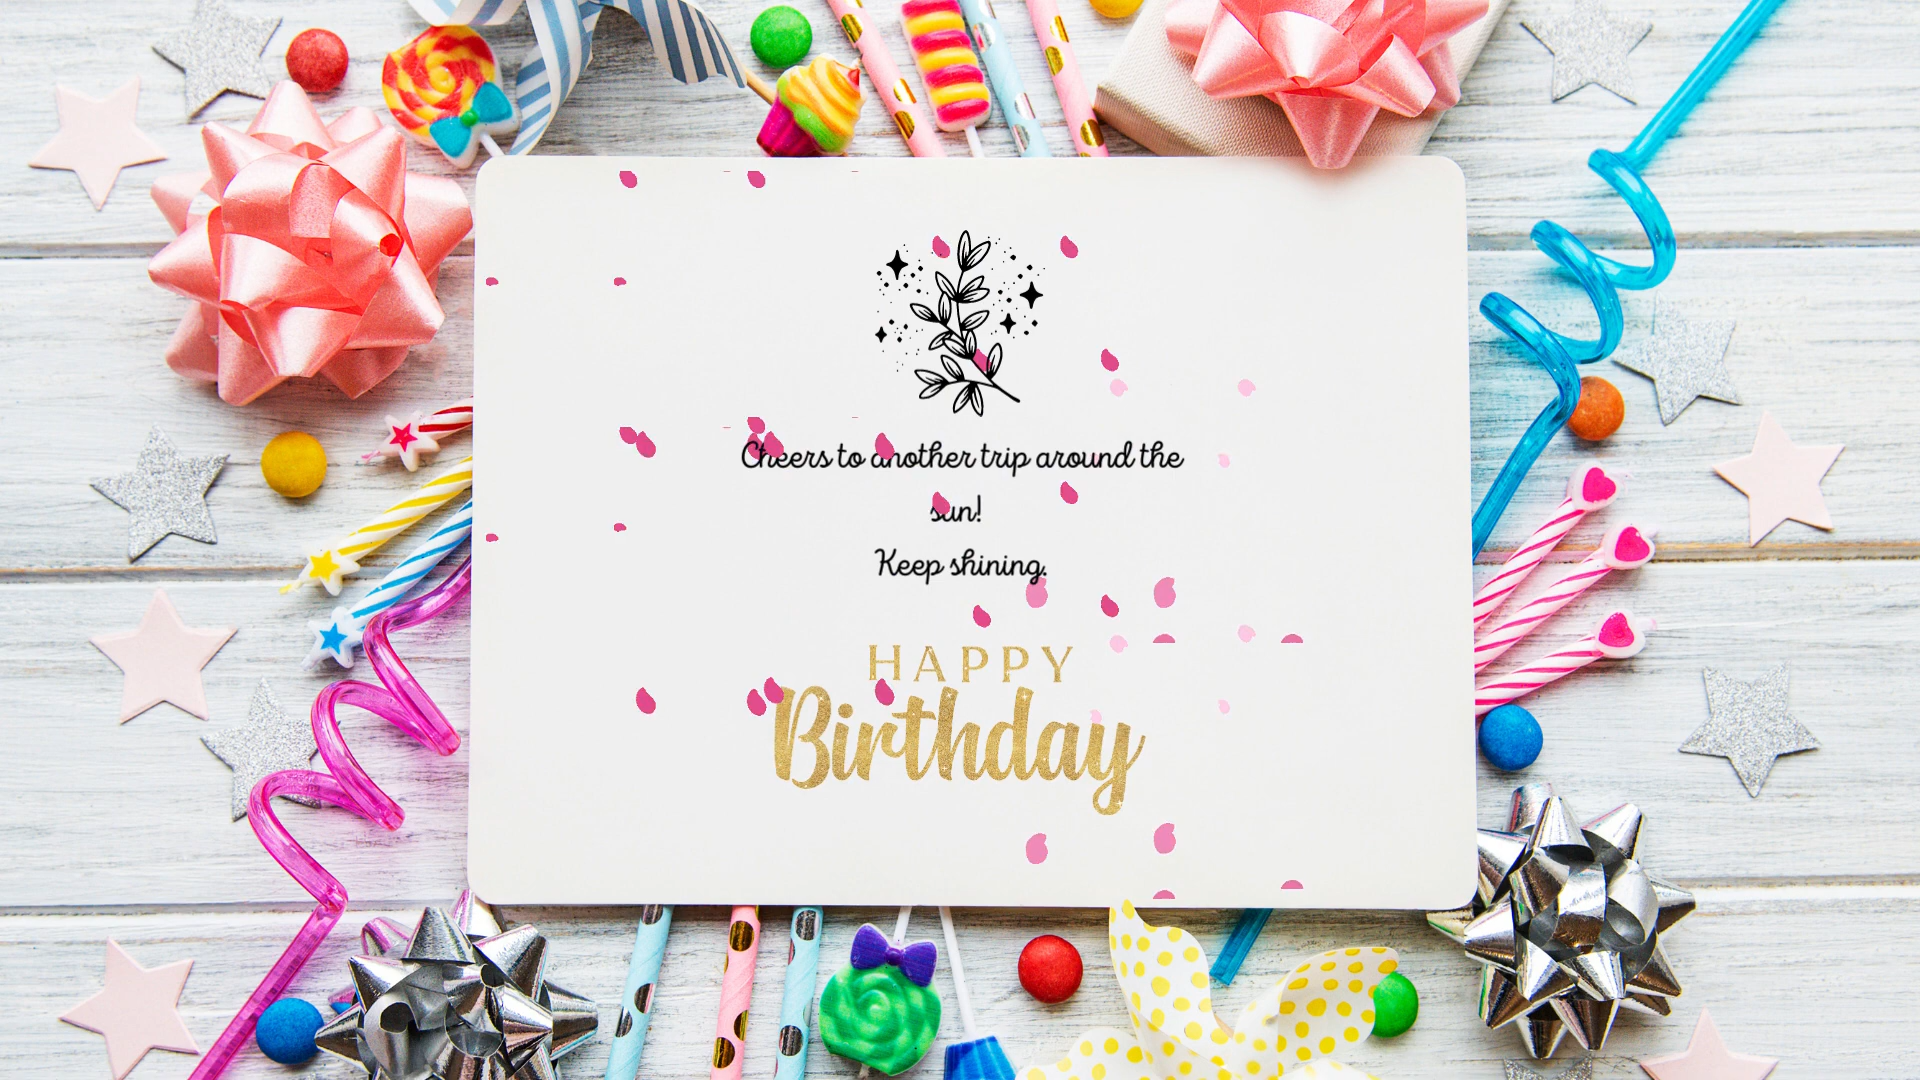 Cheers to another trip around the
sun!
Keep shining.
HAPPY
Birthday